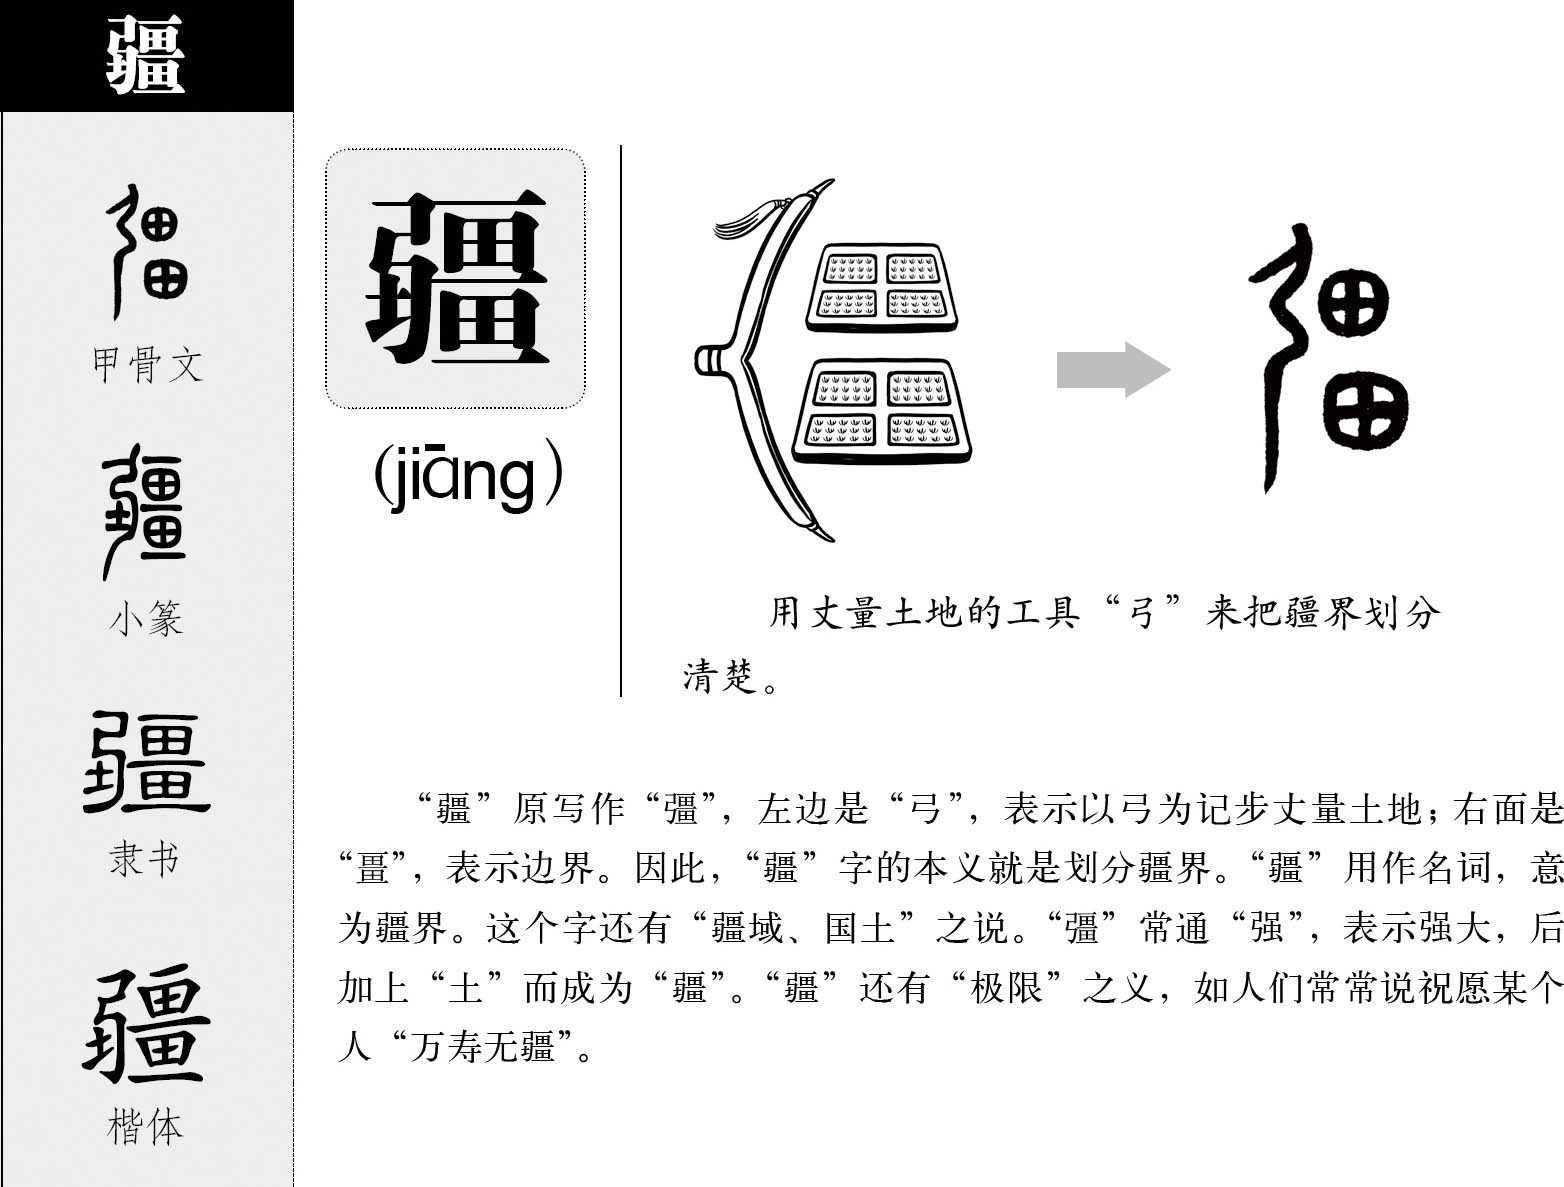 疆
甲骨文
小篆
隶书
楷体
疆
(jiāng)
用丈量土地的工具“弓”来把疆界划分
清楚。
“疆”原写作“彊”，左边是“弓”，表示以弓为记步丈量土地；右面是
“畺”，表示边界。因此，“疆”字的本义就是划分疆界。“疆”用作名词，意
为疆界。这个字还有“疆域、国土”之说。“彊”常通“强”，表示强大，后
加上“土”而成为“疆”。“疆”还有“极限”之义，如人们常常说祝愿某个
人“万寿无疆”。